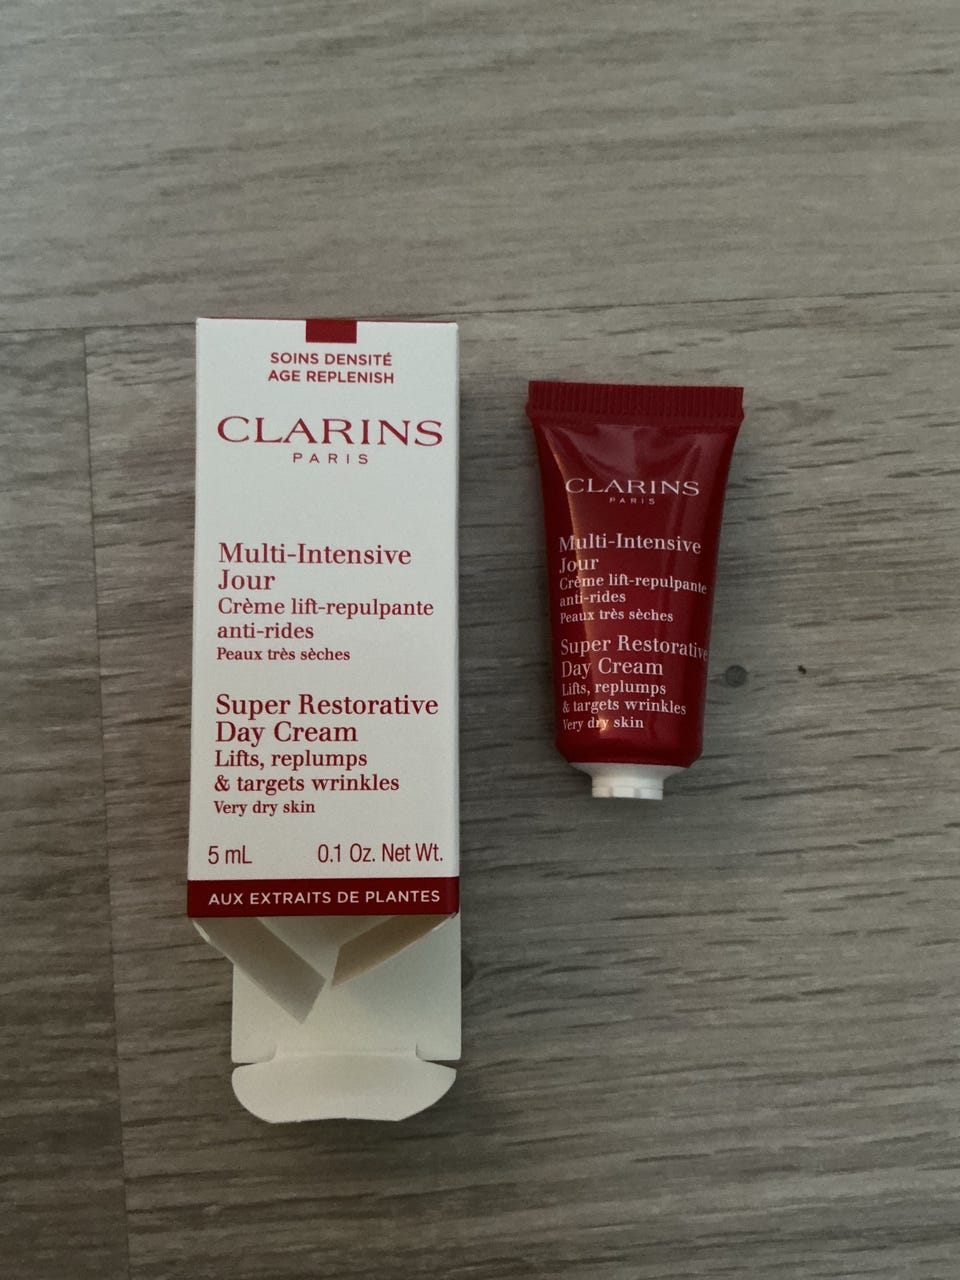 SOINS DENSITÉ
AGE REPLENISH
CLARINS
PARIS
Multi-Intensive
Jour
Crème lift-repulpante
anti-rides
Peaux très sèches
Super Restorative
Day Cream
Lifts, replumps
& targets wrinkles
Very dry skin
5 mL 0.1 Oz. Net Wt.
AUX EXTRAITS DE PLANTES
CLARINS
PARIS
Multi-Intensive
Jour
Crème lift-repulpante
anti-rides
Peaux très sèches
Super Restorative
Day Cream
Lifts, replumps
& targets wrinkles
Very dry skin